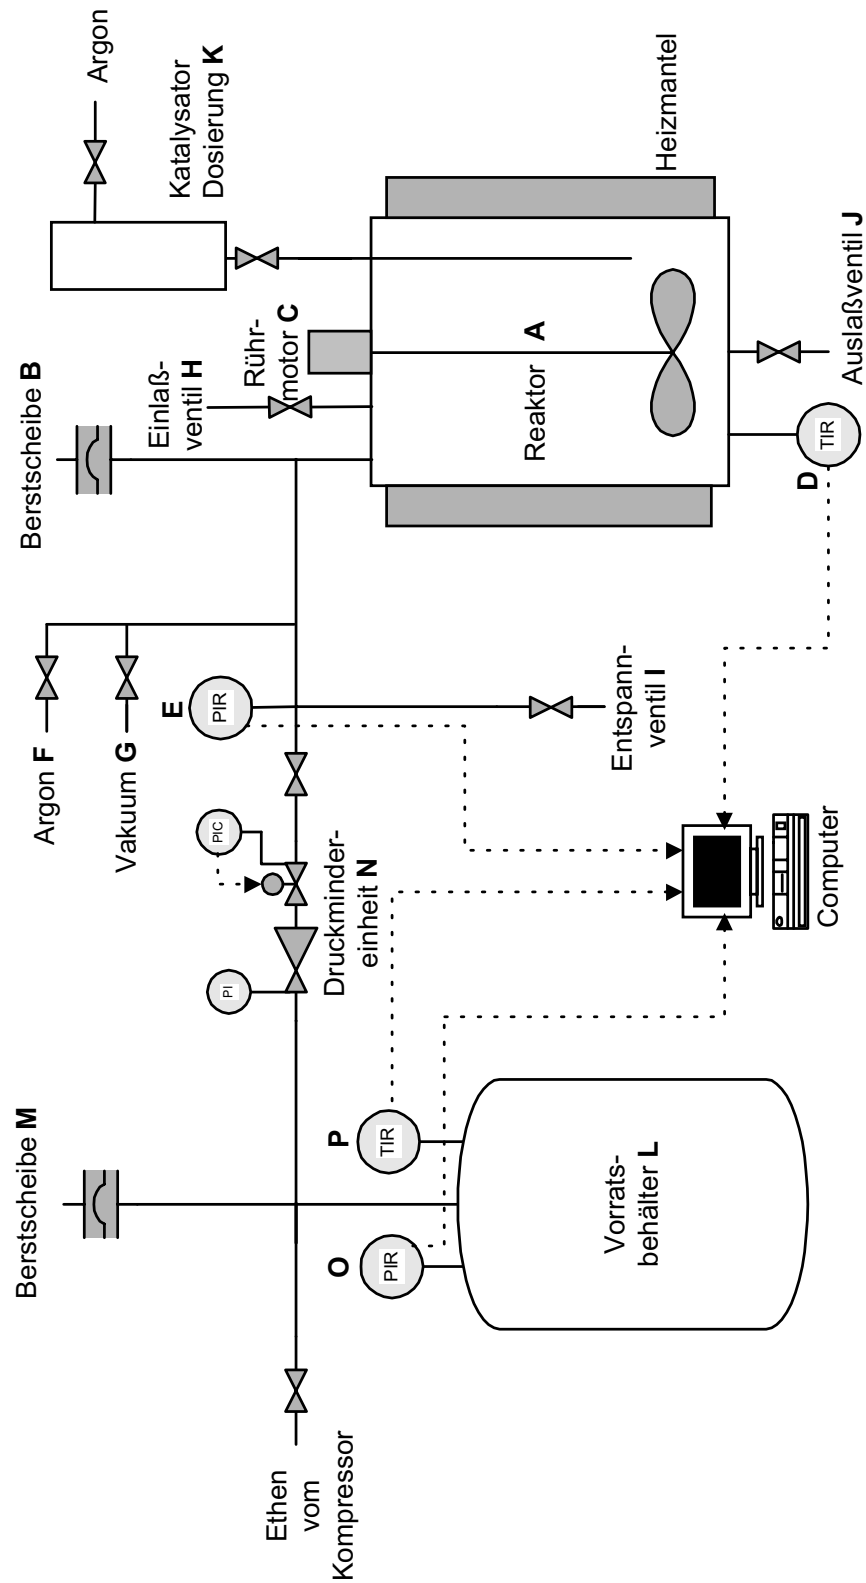 Ethen
vom
Kompressor
Berstscheibe M
O
PIR
P
TIR
Vorrats-
behälter L
PI
PIC
Druckminder-
einheit N
Argon F
Vakuum G
E
PIR
Entspann-
ventil I
Computer
Berstscheibe B
Einlaß-
ventil H
Rühr-
motor C
Katalysator
Dosierung K
Argon
Reaktor A
Heizmantel
D
TIR
Auslaßventil J